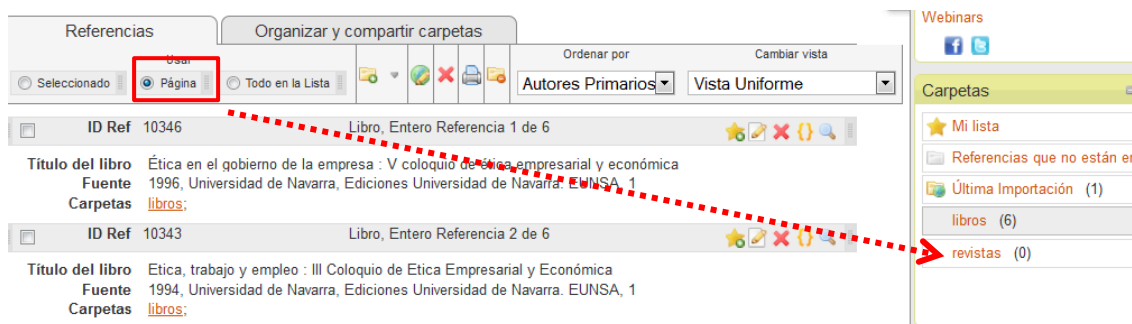 Webinars
Referencias
Organizar y compartir carpetas
Usar
Seleccionado
Página
Todo en la Lista
Ordenar por
Autores Primarios
Cambiar vista
Vista Uniforme
ID Ref 10346 Libro, Entero Referencia 1 de 6
Título del libro Ética en el gobierno de la empresa : V coloquio de ética empresarial y económica
Fuente 1996, Universidad de Navarra, Ediciones Universidad de Navarra. EUNSA, 1
Carpetas libros;
ID Ref 10343 Libro, Entero Referencia 2 de 6
Título del libro Etica, trabajo y empleo : III Coloquio de Etica Empresarial y Económica
Fuente 1994, Universidad de Navarra, Ediciones Universidad de Navarra. EUNSA, 1
Carpetas libros;
Carpetas
Mi lista
Referencias que no están
Última Importación (1)
libros (6)
revistas (0)